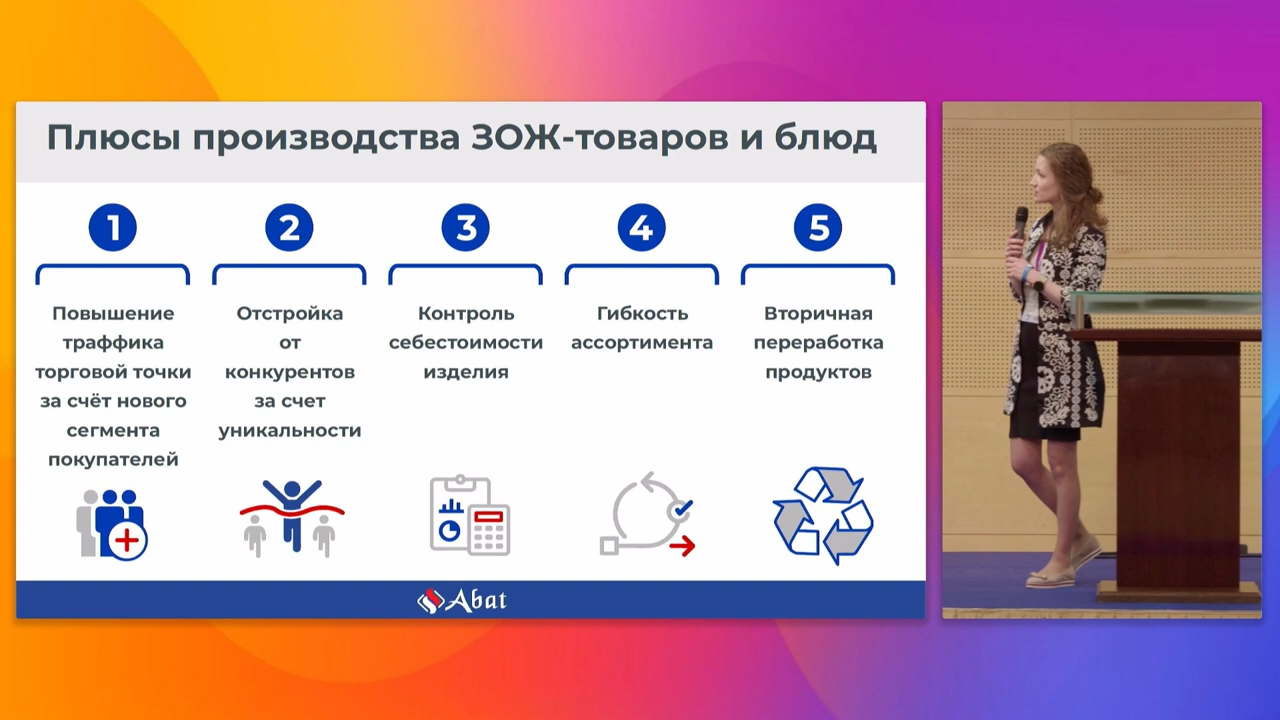 Плюсы производства ЗОЖ-товаров и блюд
1
Повышение
траффика
торговой точки
за счёт нового
сегмента
покупателей
2
Отстройка
от
конкурентов
за счет
уникальности
3
Контроль
себестоимости
изделия
4
Гибкость
ассортимента
5
Вторичная
переработка
продуктов
Abat